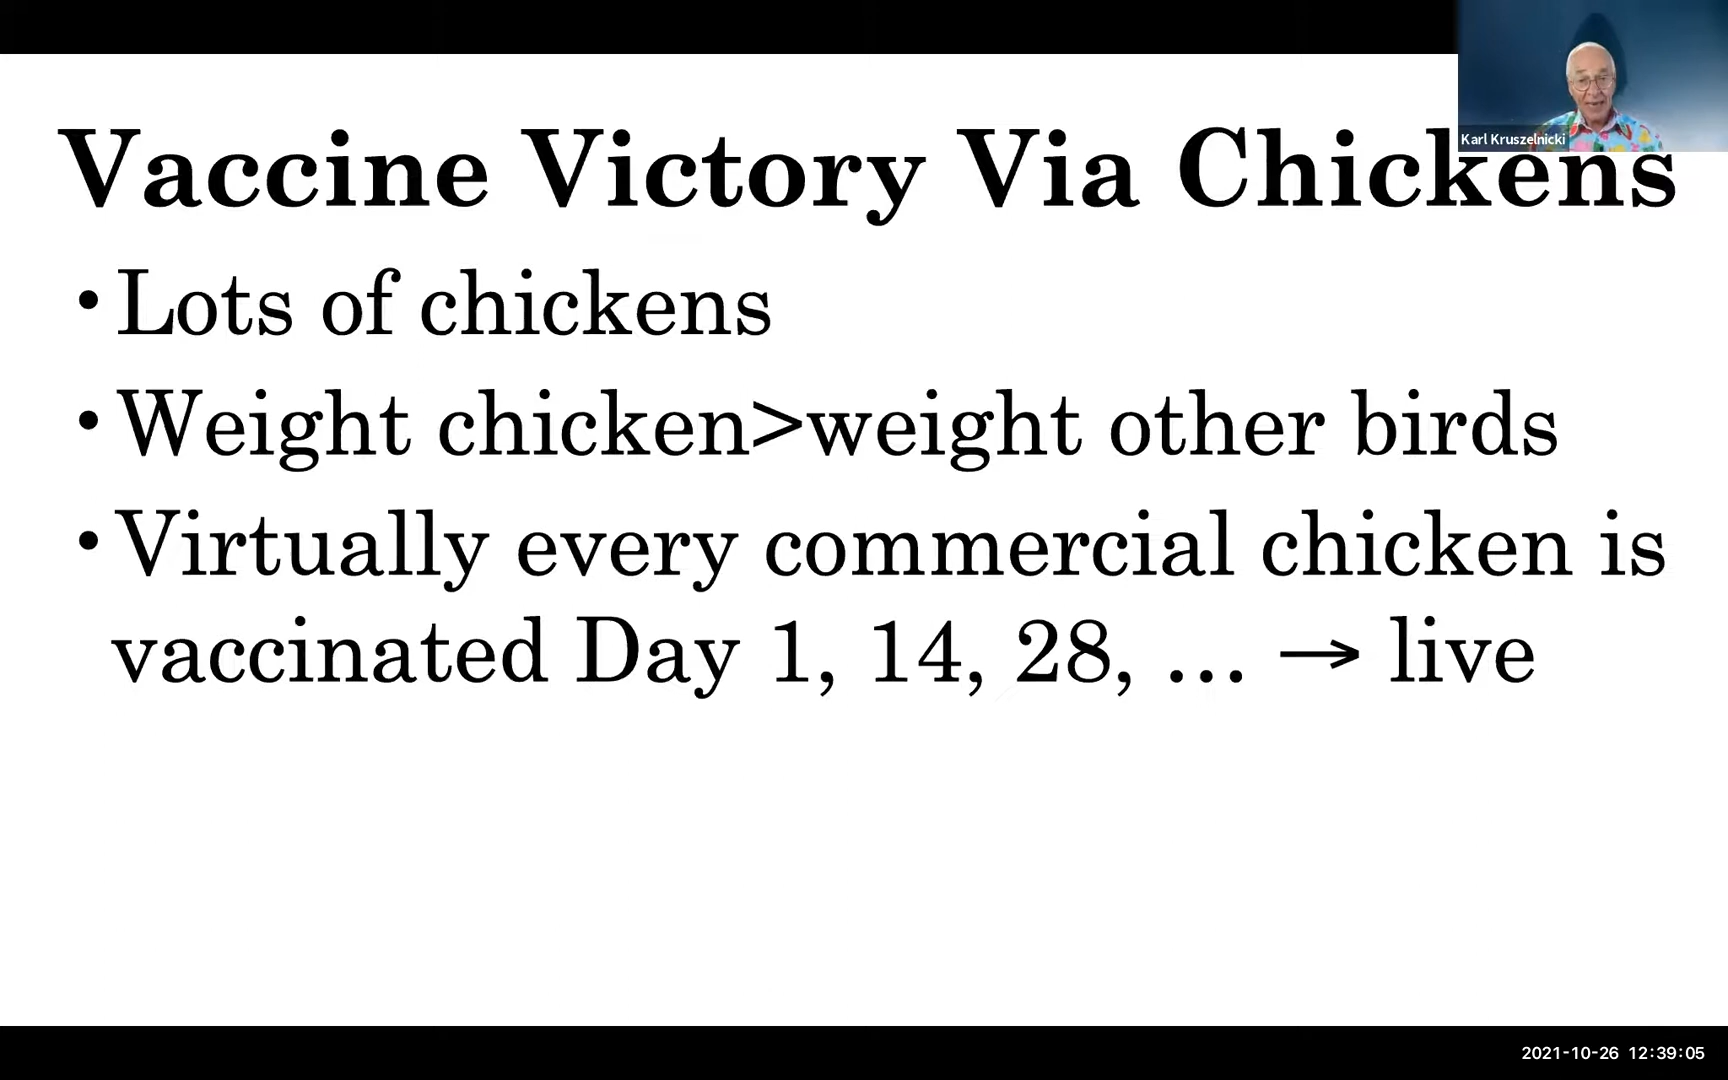 Karl Kruszelnicki
Vaccine Victory Via Chickens
• Lots of chickens
• Weight chicken>weight other birds
• Virtually every commercial chicken is
vaccinated Day 1, 14, 28, ... → live
2021-10-26 12:39:05